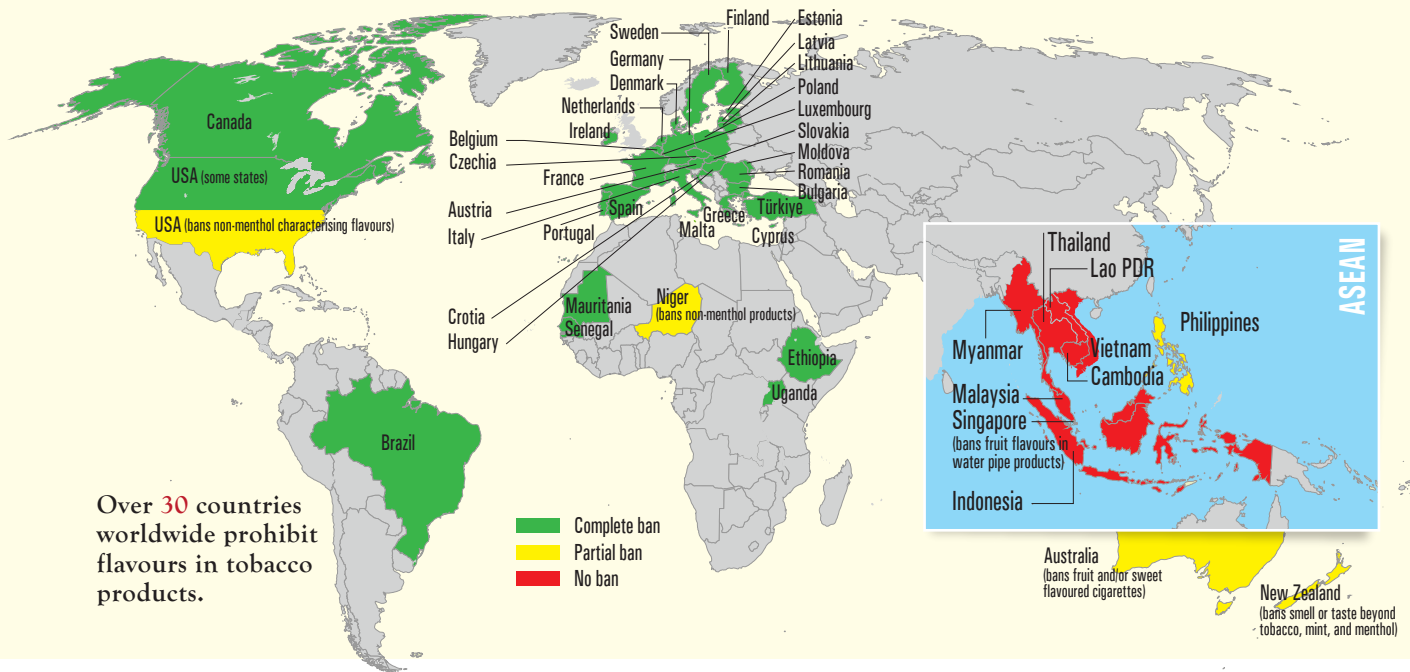 Finland
Estonia
Sweden
Latvia
Germany
Lithuania
Denmark
Poland
Netherlands
Luxembourg
Ireland
Slovakia
Belgium
Moldova
Czechia
Romania
France
Bulgaria
Austria
Spain
Türkiye
Italy
Portugal
Greece
Malta
Cyprus
Crotia
Hungary
Canada
USA (some states)
USA (bans non-menthol characterising flavours)
Mauritania
Senegal
Niger
(bans non-menthol products)
Ethiopia
Uganda
Brazil
Over 30 countries
worldwide prohibit
flavours in tobacco
products.
Complete ban
Partial ban
No ban
ASEAN
Thailand
Lao PDR
Philippines
Myanmar
Vietnam
Cambodia
Malaysia
Singapore
(bans fruit flavours in
water pipe products)
Indonesia
Australia
(bans fruit and/or sweet
flavoured cigarettes)
New Zealand
(bans smell or taste beyond
tobacco, mint, and menthol)